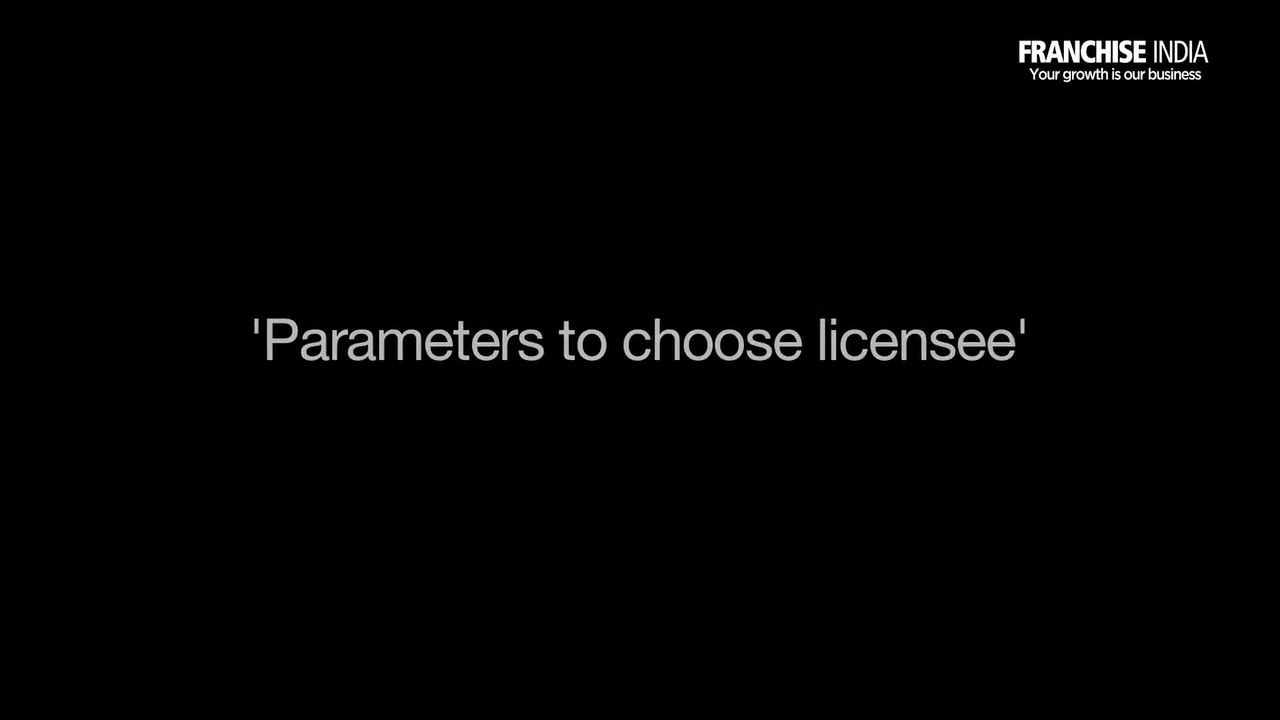 FRANCHISE INDIA
Your growth is our business
'Parameters to choose licensee'